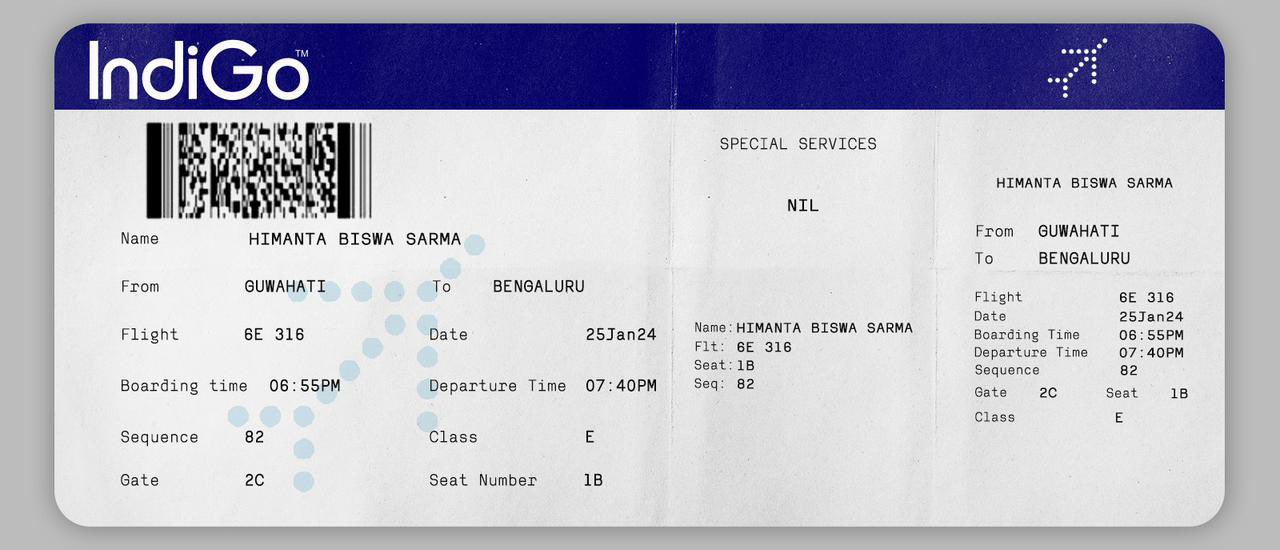 IndiGo™
Name HIMANTA BISWA SARMA
From GUWAHATI To BENGALURU
Flight 6E 316 Date 25Jan24
Boarding time 06:55PM Departure Time 07:40PM
Sequence 82 Class E
Gate 2C Seat Number 1B
SPECIAL SERVICES
NIL
Name:HIMANTA BISWA SARMA
Flt: 6E 316
Seat:1B
Seq: 82
HIMANTA BISWA SARMA
From GUWAHATI
To BENGALURU
Flight 6E 316
Date 25Jan24
Boarding Time 06:55PM
Departure Time 07:40PM
Sequence 82
Gate 2C Seat 1B
Class E